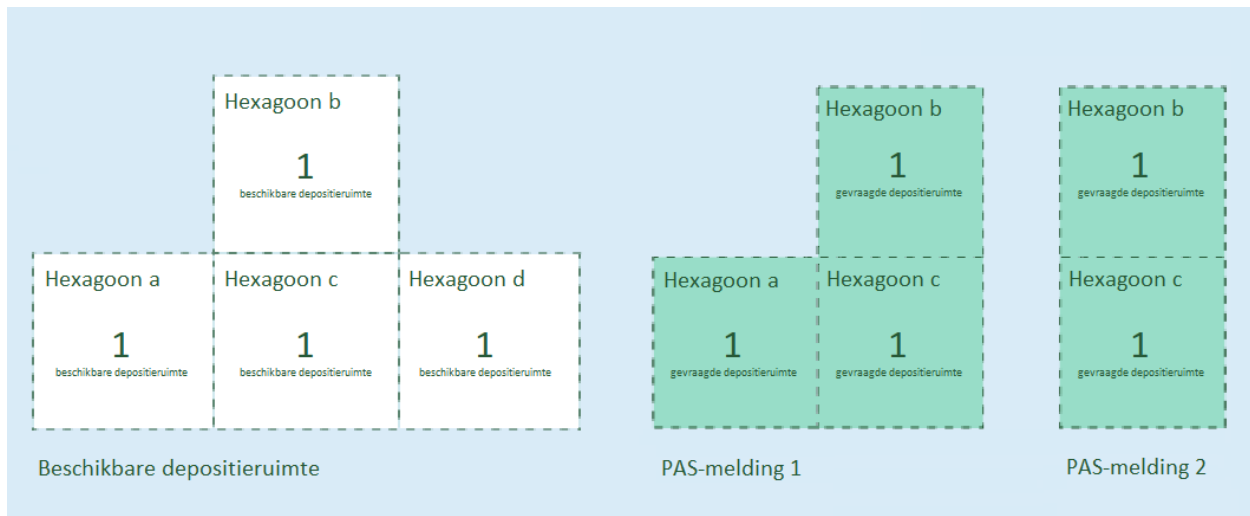 Hexagoon b
1
beschikbare depositieruimte
Hexagoon a
1
beschikbare depositieruimte
Hexagoon c
1
beschikbare depositieruimte
Hexagoon d
1
beschikbare depositieruimte
Beschikbare depositieruimte
Hexagoon b
1
gevraagde depositieruimte
Hexagoon a
1
gevraagde depositieruimte
Hexagoon c
1
gevraagde depositieruimte
PAS-melding 1
Hexagoon b
1
gevraagde depositieruimte
Hexagoon c
1
gevraagde depositieruimte
PAS-melding 2